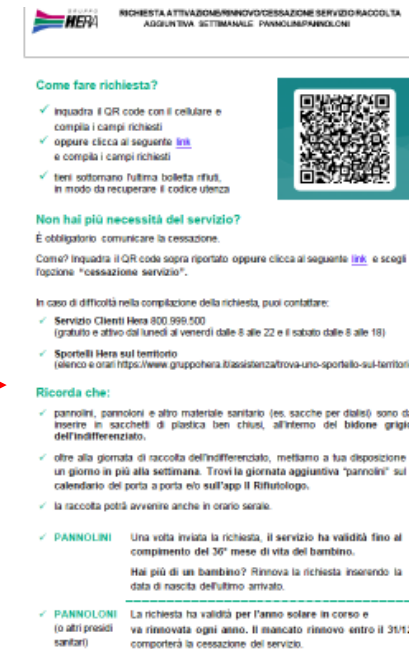 GRUPPO
HERA
RICHIESTA ATTIVAZIONE/RINNOVO/CESSAZIONE SERVIZIO RACCOLTA
AGGIUNTIVA SETTIMANALE PANNOLINI/PANNOLONI
Come fare richiesta?
✓ inquadra il QR code con il cellulare e
compila i campi richiesti
✓ oppure clicca al seguente link
e compila i campi richiesti
✓ tieni sottomano l'ultima bolletta rifiuti,
in modo da recuperare il codice utenza
Non hai più necessità del servizio?
È obbligatorio comunicare la cessazione.
Come? Inquadra il QR code sopra riportato oppure clicca al seguente link e scegli
l'opzione "cessazione servizio".
In caso di difficoltà nella compilazione della richiesta, puoi contattare:
✓ Servizio Clienti Hera 800.999.500
(gratuito e attivo dal lunedì al venerdì dalle 8 alle 22 e il sabato dalle 8 alle 18)
✓ Sportelli Hera sul territorio
(elenco e orari https://www.gruppohera.it/assistenza/trova-uno-sportello-sul-territori
Ricorda che:
✓ pannolini, pannoloni e altro materiale sanitario (es. sacche per dialisi) sono da
inserire in sacchetti di plastica ben chiusi, all'interno del bidone grigio
dell'indifferenziato.
✓ oltre alla giornata di raccolta dell'indifferenziato, mettiamo a tua disposizione
un giorno in più alla settimana. Trovi la giornata aggiuntiva "pannolini" sul
calendario del porta a porta e/o sull'app Il Rifiutologo.
✓ la raccolta potrà avvenire anche in orario serale.
✓ PANNOLINI Una volta inviata la richiesta, il servizio ha validità fino al
compimento del 36° mese di vita del bambino.
Hai più di un bambino? Rinnova la richiesta inserendo la
data di nascita dell'ultimo arrivato.
✓ PANNOLONI La richiesta ha validità per l'anno solare in corso e
(o altri presidi va rinnovata ogni anno. Il mancato rinnovo entro il 31/12
sanitari) comporterà la cessazione del servizio.